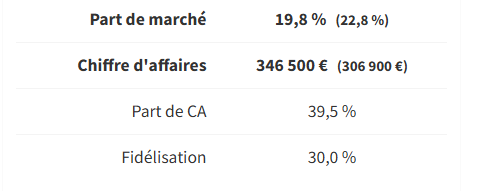 Part de marché 19,8 % (22,8 %)
Chiffre d'affaires 346 500 € (306 900 €)
Part de CA 39,5 %
Fidélisation 30,0 %